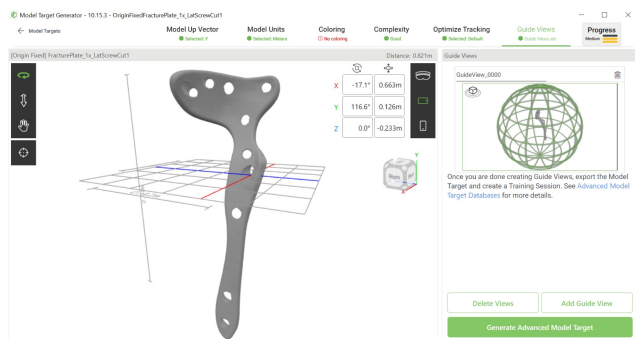 Model Target Generator - 10.15.3 - OriginFixedFracturePlate_1x_LatScrewCut1
Model Targets
Model Up Vector
Selected: Y
Model Units
Selected: Meters
Coloring
No coloring
Complexity
Good
Optimize Tracking
Selected: Default
Guide Views
Guide Views set
Progress
Medium
[Origin Fixed] FracturePlate_1x_LatScrewCut1
Distance: 0.821m
X -17.1° 0.663m
Y 116.6° 0.126m
Z 0.0° -0.233m
Y
Right
X
Guide Views
GuideView_0000
Once you are done creating Guide Views, export the Model
Target and create a Training Session. See Advanced Model
Target Databases for more details.
Delete Views
Add Guide View
Generate Advanced Model Target